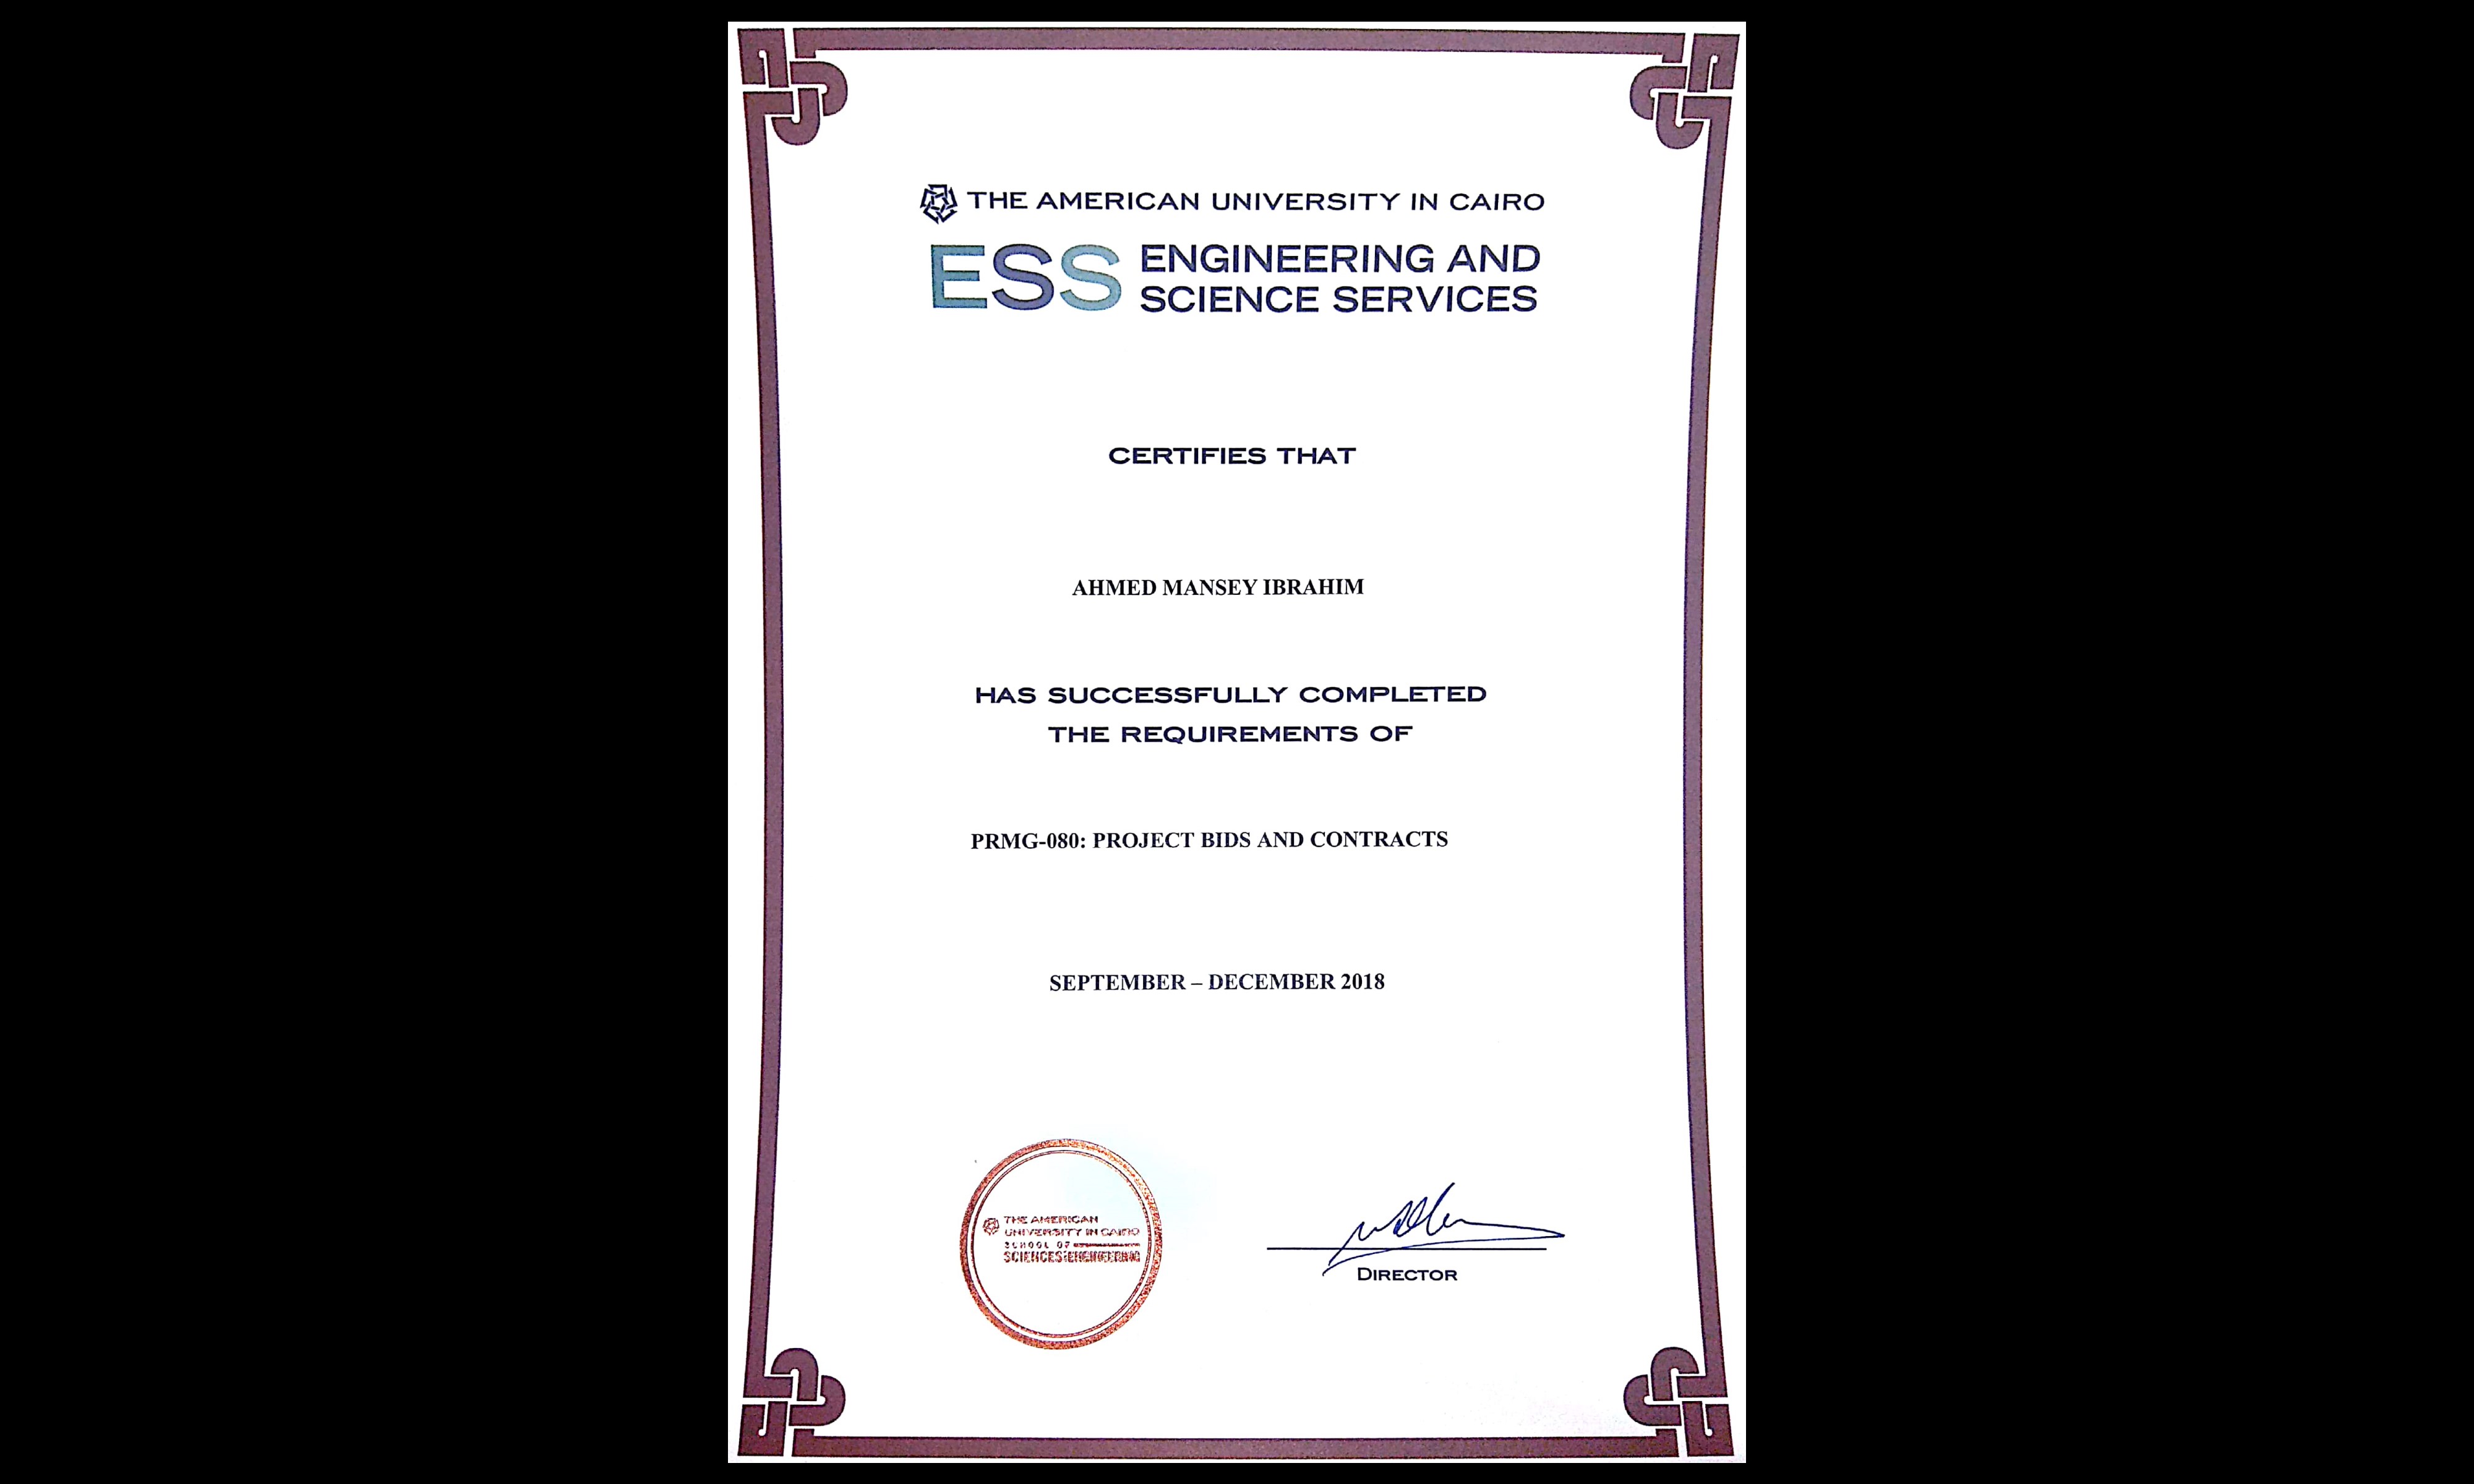 THE AMERICAN UNIVERSITY IN CAIRO
ESS ENGINEERING AND
SCIENCE SERVICES
CERTIFIES THAT
AHMED MANSEY IBRAHIM
HAS SUCCESSFULLY COMPLETED
THE REQUIREMENTS OF
PRMG-080: PROJECT BIDS AND CONTRACTS
SEPTEMBER – DECEMBER 2018
THE AMERICAN
UNIVERSITY IN CAIRO
SCHOOL OF
SCIENCES ENGINEERING
DIRECTOR